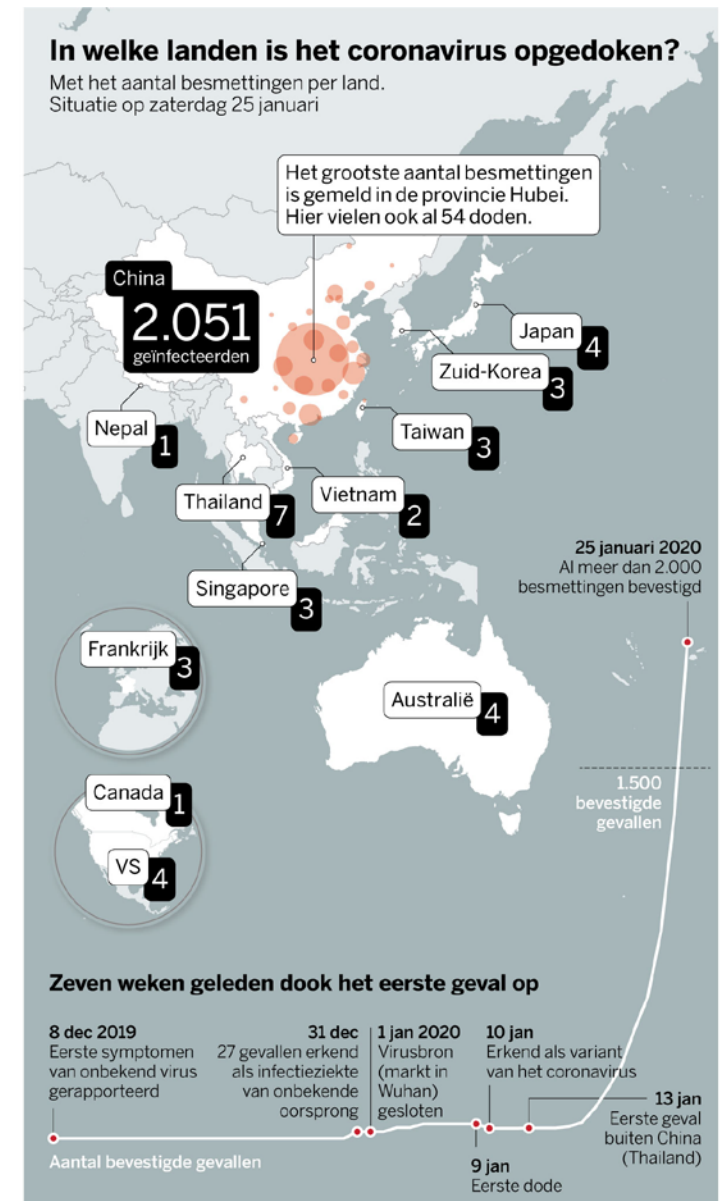 In welke landen is het coronavirus opgedoken?
Met het aantal besmettingen per land.
Situatie op zaterdag 25 januari
Het grootste aantal besmettingen
is gemeld in de provincie Hubei.
Hier vielen ook al 54 doden.
China
2.051
geïnfecteerden
Japan
4
Zuid-Korea
3
Nepal
1
Taiwan
3
Thailand
7
Vietnam
2
Singapore
3
25 januari 2020
Al meer dan 2.000
besmettingen bevestigd
Frankrijk
3
Australië
4
Canada
1
VS
4
1.500
bevestigde
gevallen
Zeven weken geleden dook het eerste geval op
8 dec 2019
Eerste symptomen
van onbekend virus
gerapporteerd
31 dec
27 gevallen erkend
als infectieziekte
van onbekende
oorsprong
1 jan 2020
Virusbron
(markt in
Wuhan)
gesloten
10 jan
Erkend als variant
van het coronavirus
13 jan
Eerste geval
buiten China
(Thailand)
9 jan
Eerste dode
Aantal bevestigde gevallen